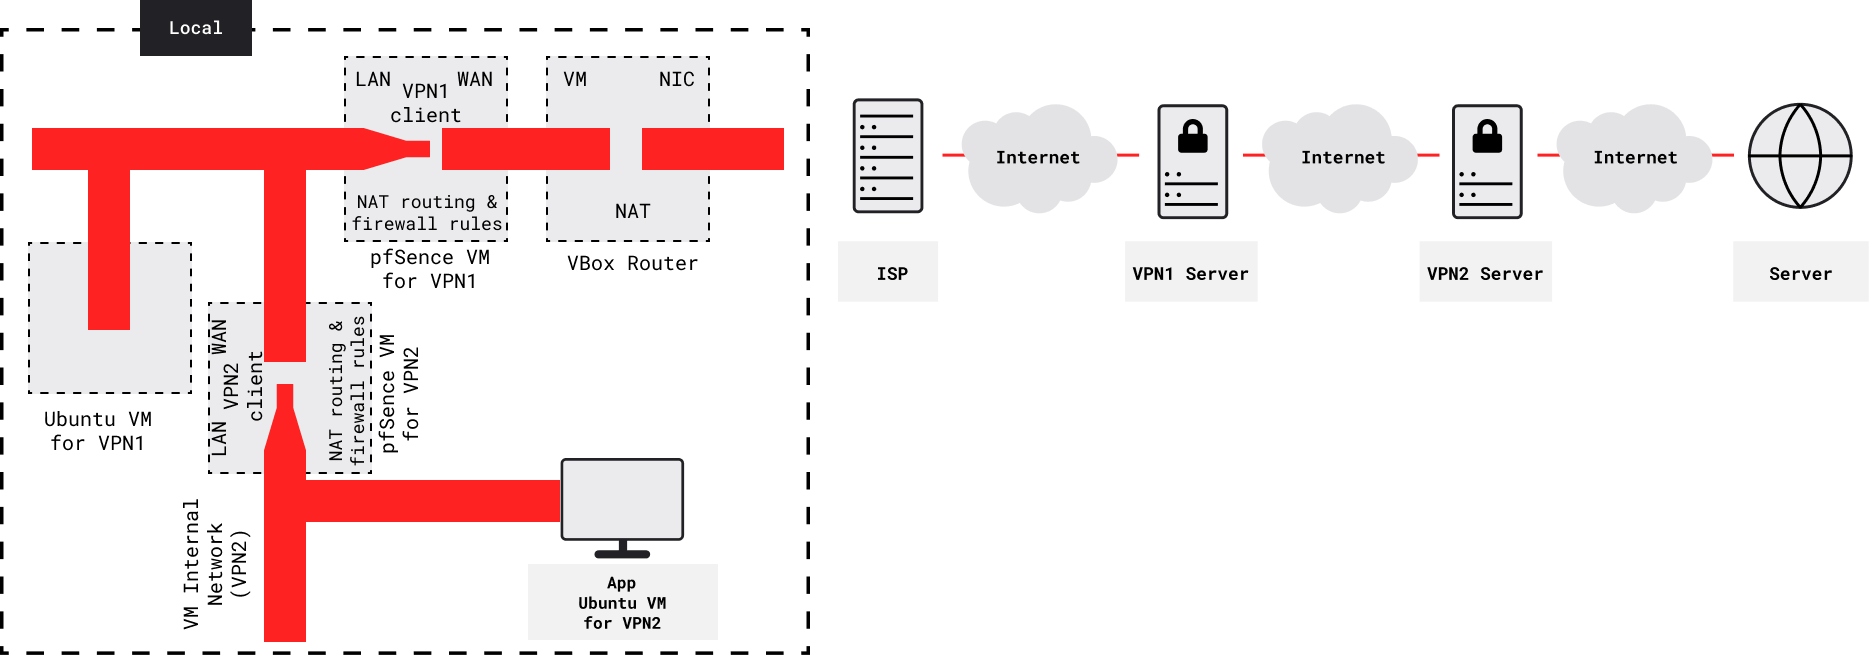 Local
LAN
WAN
VPN1
client
NAT routing &
firewall rules
pfSence VM
for VPN1
VM
NIC
NAT
VBox Router
Ubuntu VM
for VPN1
LAN
WAN
VPN2
client
NAT routing &
firewall rules
pfSence VM
for VPN2
VM Internal
Network
(VPN2)
App
Ubuntu VM
for VPN2
Internet
Internet
Internet
ISP
VPN1 Server
VPN2 Server
Server